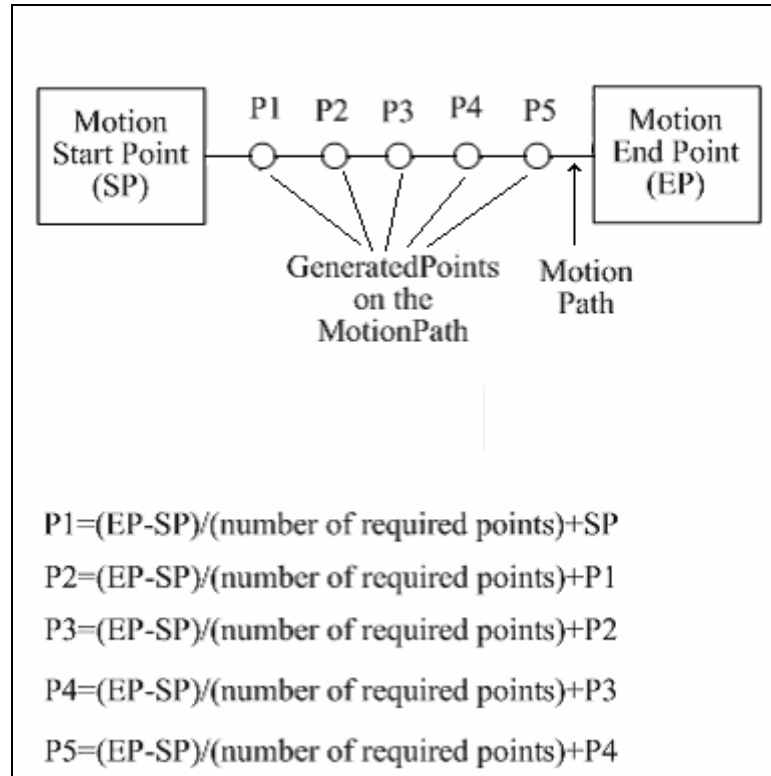 P1 P2 P3 P4 P5
Motion
Start Point
(SP)
Motion
End Point
(EP)
GeneratedPoints
on the
MotionPath
Motion
Path
P1=(EP-SP)/(number of required points)+SP
P2=(EP-SP)/(number of required points)+P1
P3=(EP-SP)/(number of required points)+P2
P4=(EP-SP)/(number of required points)+P3
P5=(EP-SP)/(number of required points)+P4